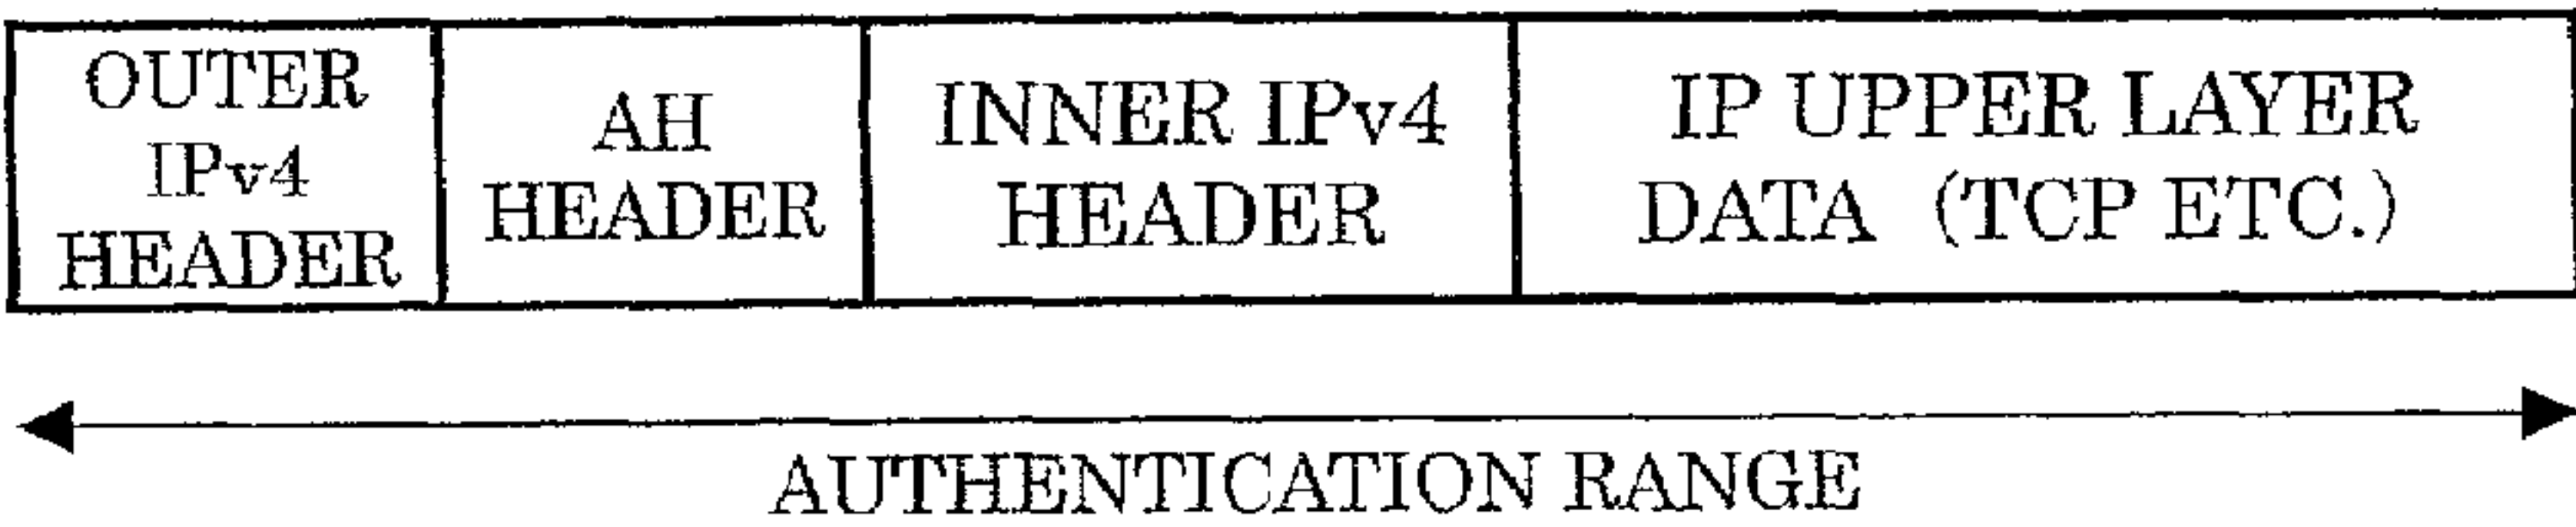 OUTER
IPv4
HEADER
AH
HEADER
INNER IPv4
HEADER
IP UPPER LAYER
DATA (TCP ETC.)
AUTHENTICATION RANGE